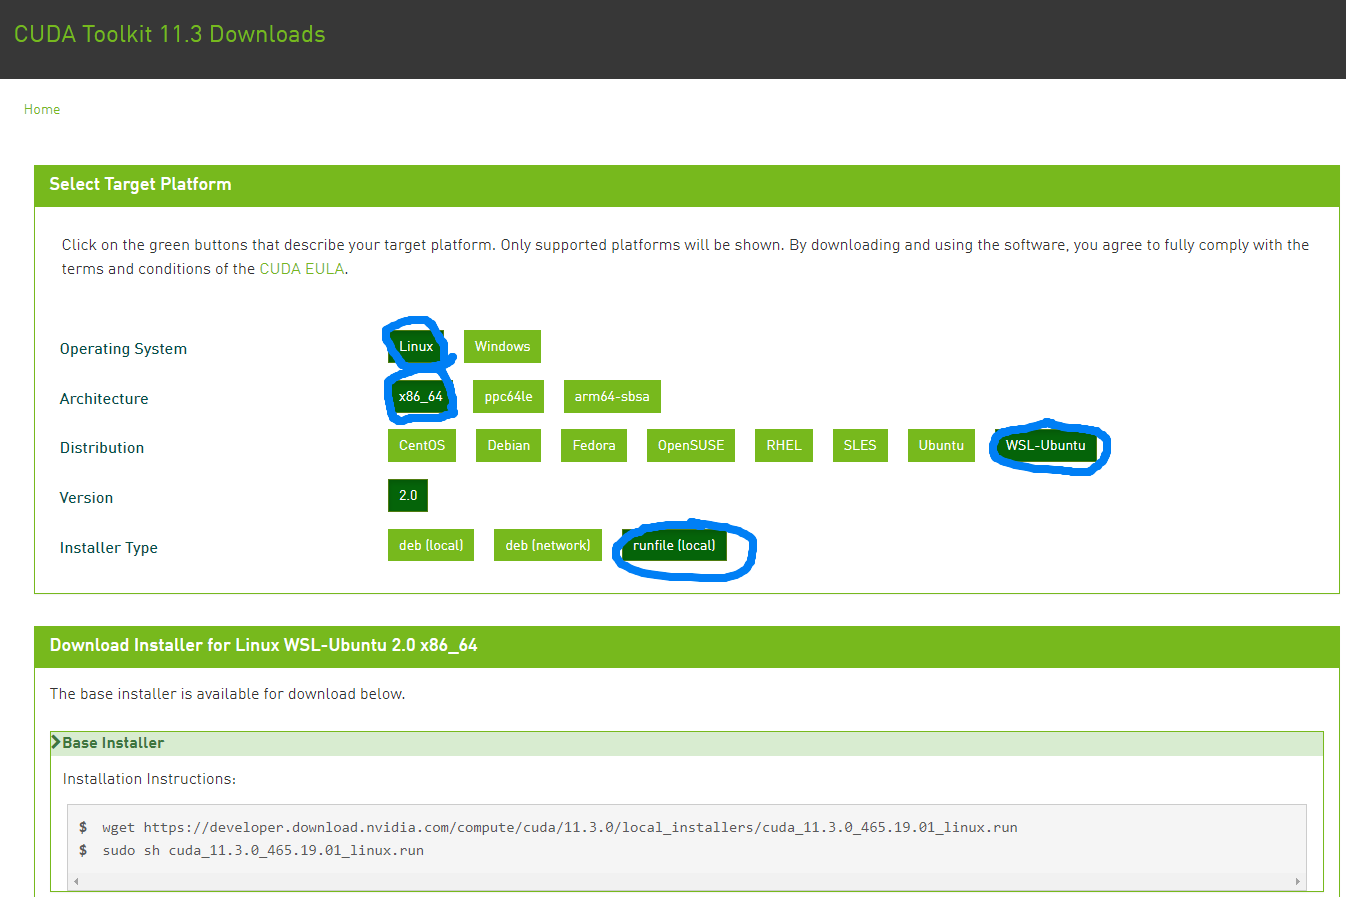 CUDA Toolkit 11.3 Downloads
Home
Select Target Platform
Click on the green buttons that describe your target platform. Only supported platforms will be shown. By downloading and using the software, you agree to fully comply with the
terms and conditions of the CUDA EULA.
Operating System Linux Windows
Architecture x86_64 ppc64le arm64-sbsa
Distribution CentOS Debian Fedora OpenSUSE RHEL SLES Ubuntu WSL-Ubuntu
Version 2.0
Installer Type deb (local) deb (network) runfile (local)
Download Installer for Linux WSL-Ubuntu 2.0 x86_64
The base installer is available for download below.
Base Installer
Installation Instructions:
$ wget https://developer.download.nvidia.com/compute/cuda/11.3.0/local_installers/cuda_11.3.0_465.19.01_linux.run
$ sudo sh cuda_11.3.0_465.19.01_linux.run